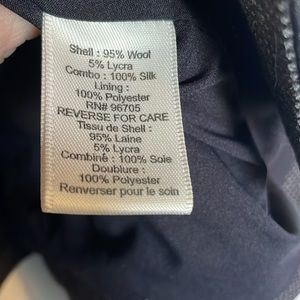 Shell : 95% Wool
5% Lycra
Combo : 100% Silk
Lining :
100% Polyester
RN# 96705
REVERSE FOR CARE
Tissu de Shell :
95% Laine
5% Lycra
Combiné : 100% Soie
Doublure :
100% Polyester
Renverser pour le soin